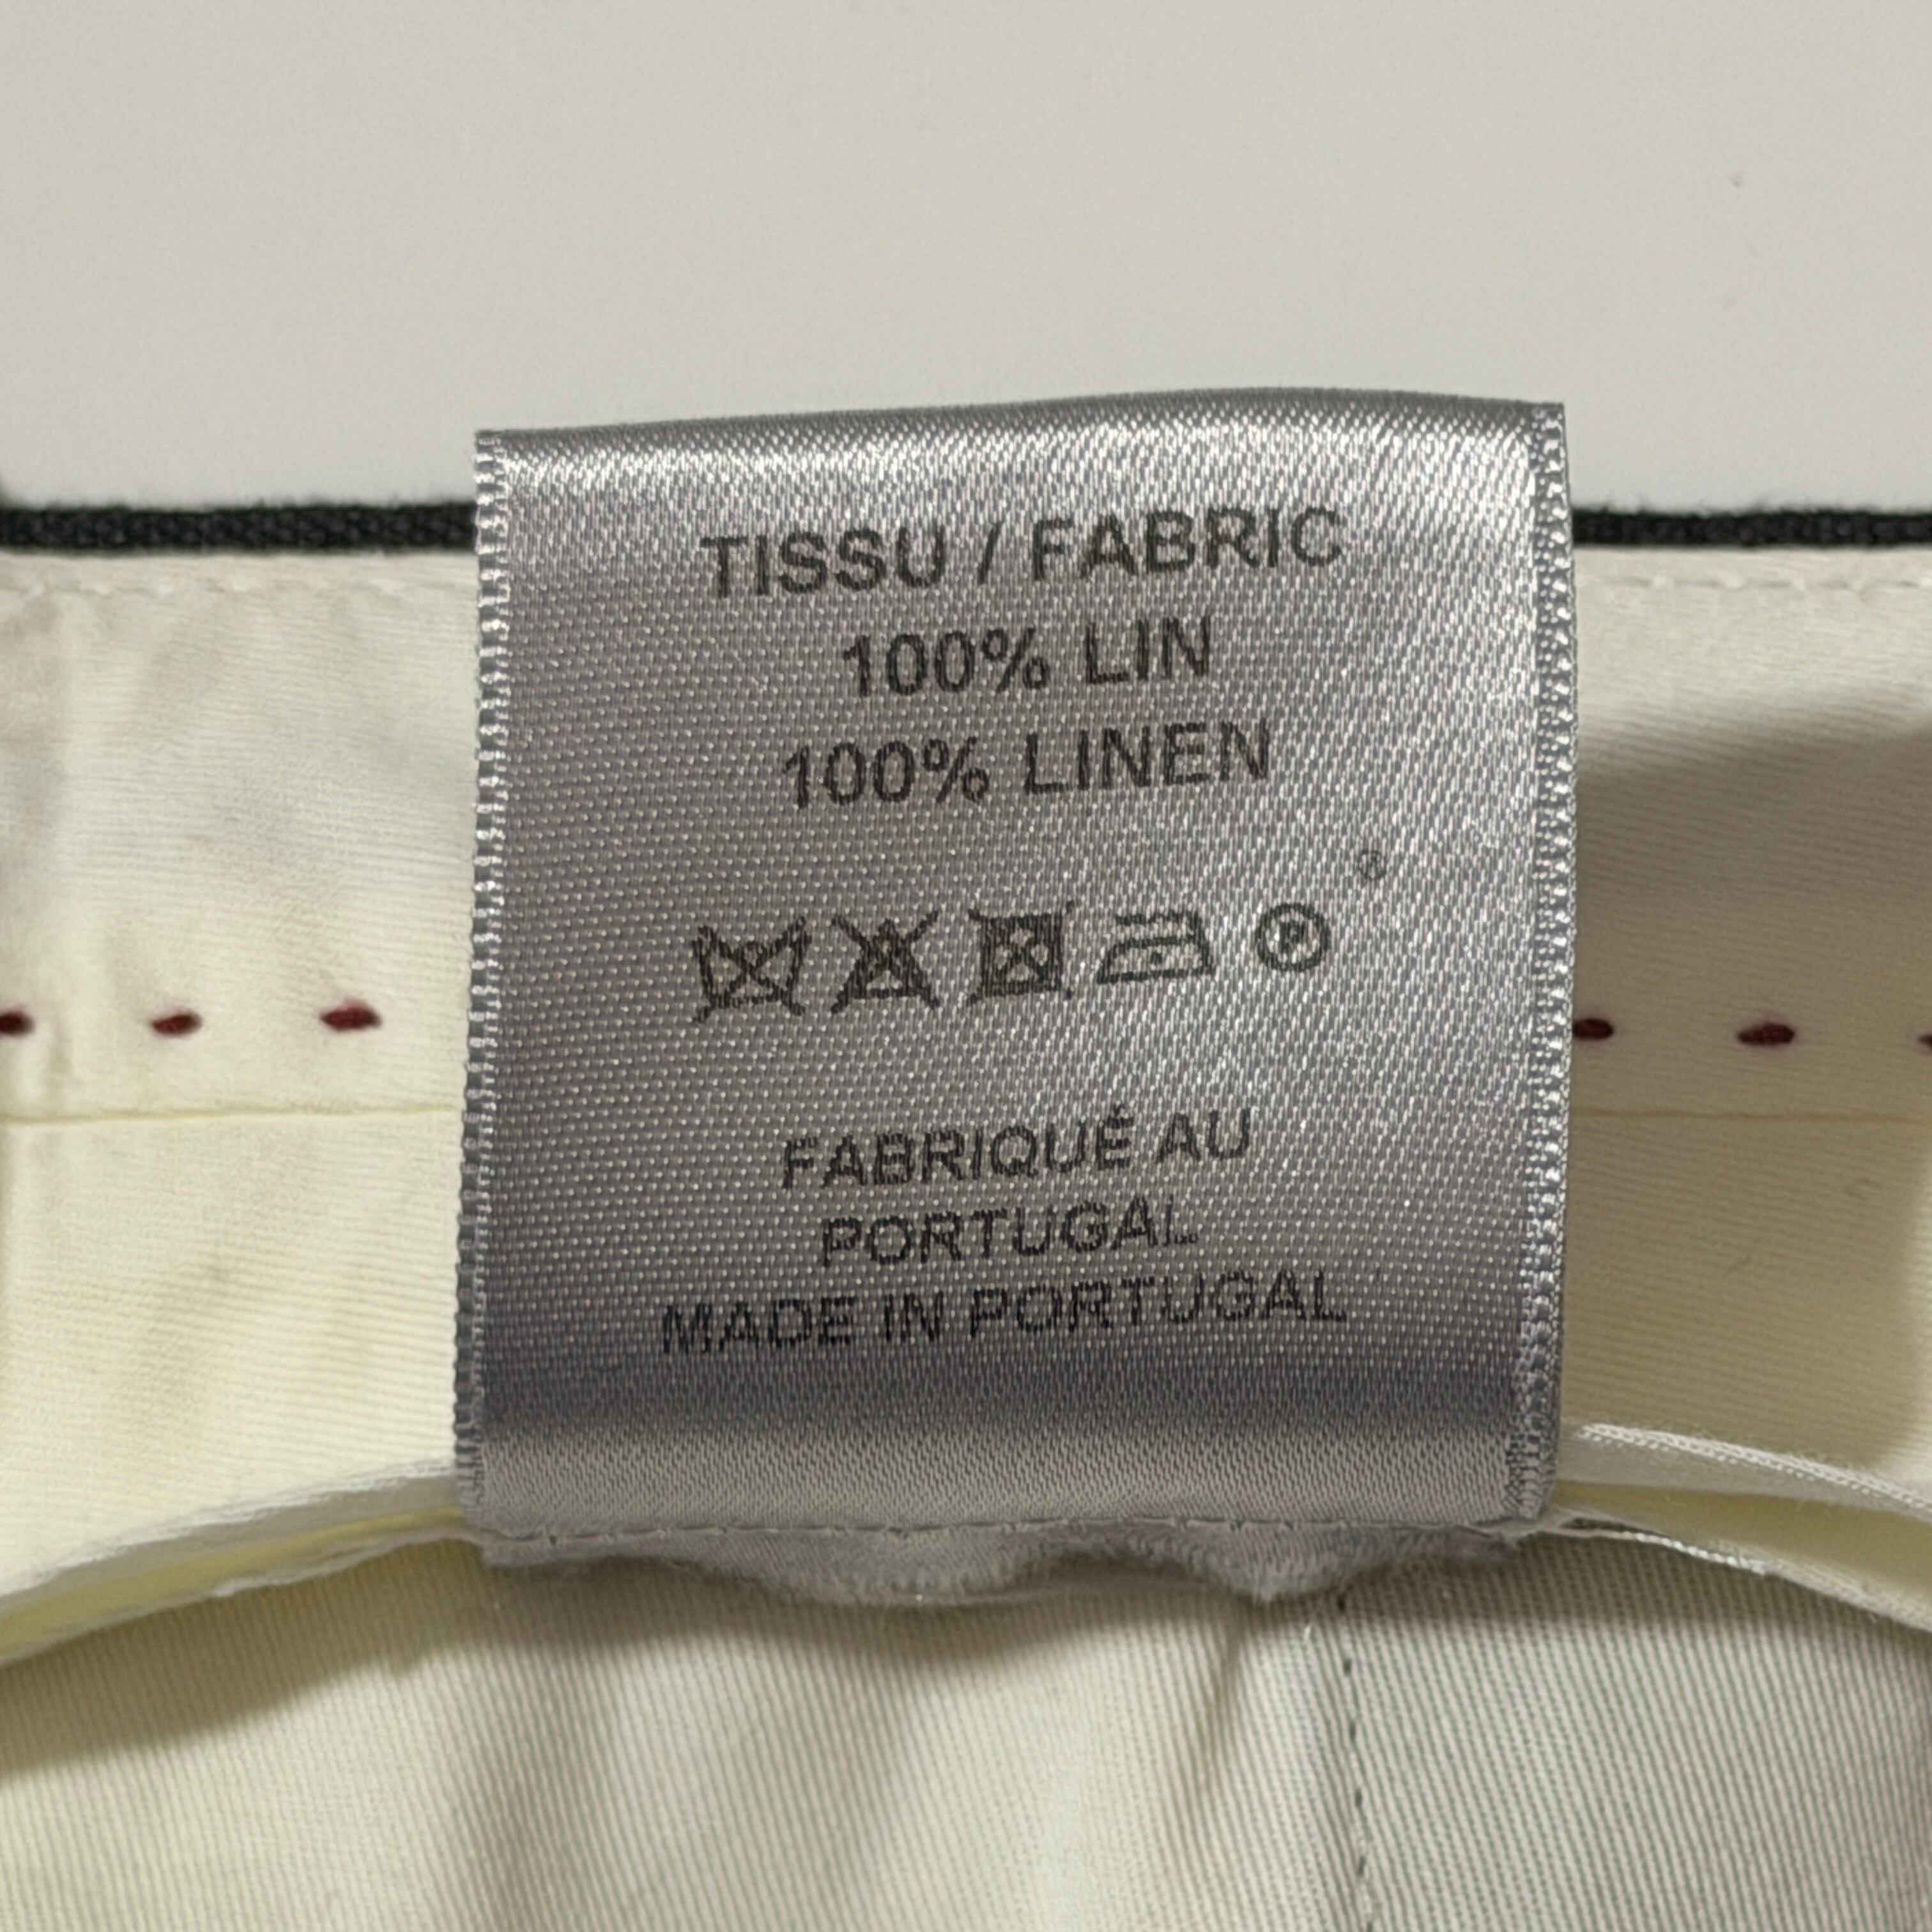 TISSU / FABRIC
100% LIN
100% LINEN
®
FABRIQUÉ AU
PORTUGAL
MADE IN PORTUGAL